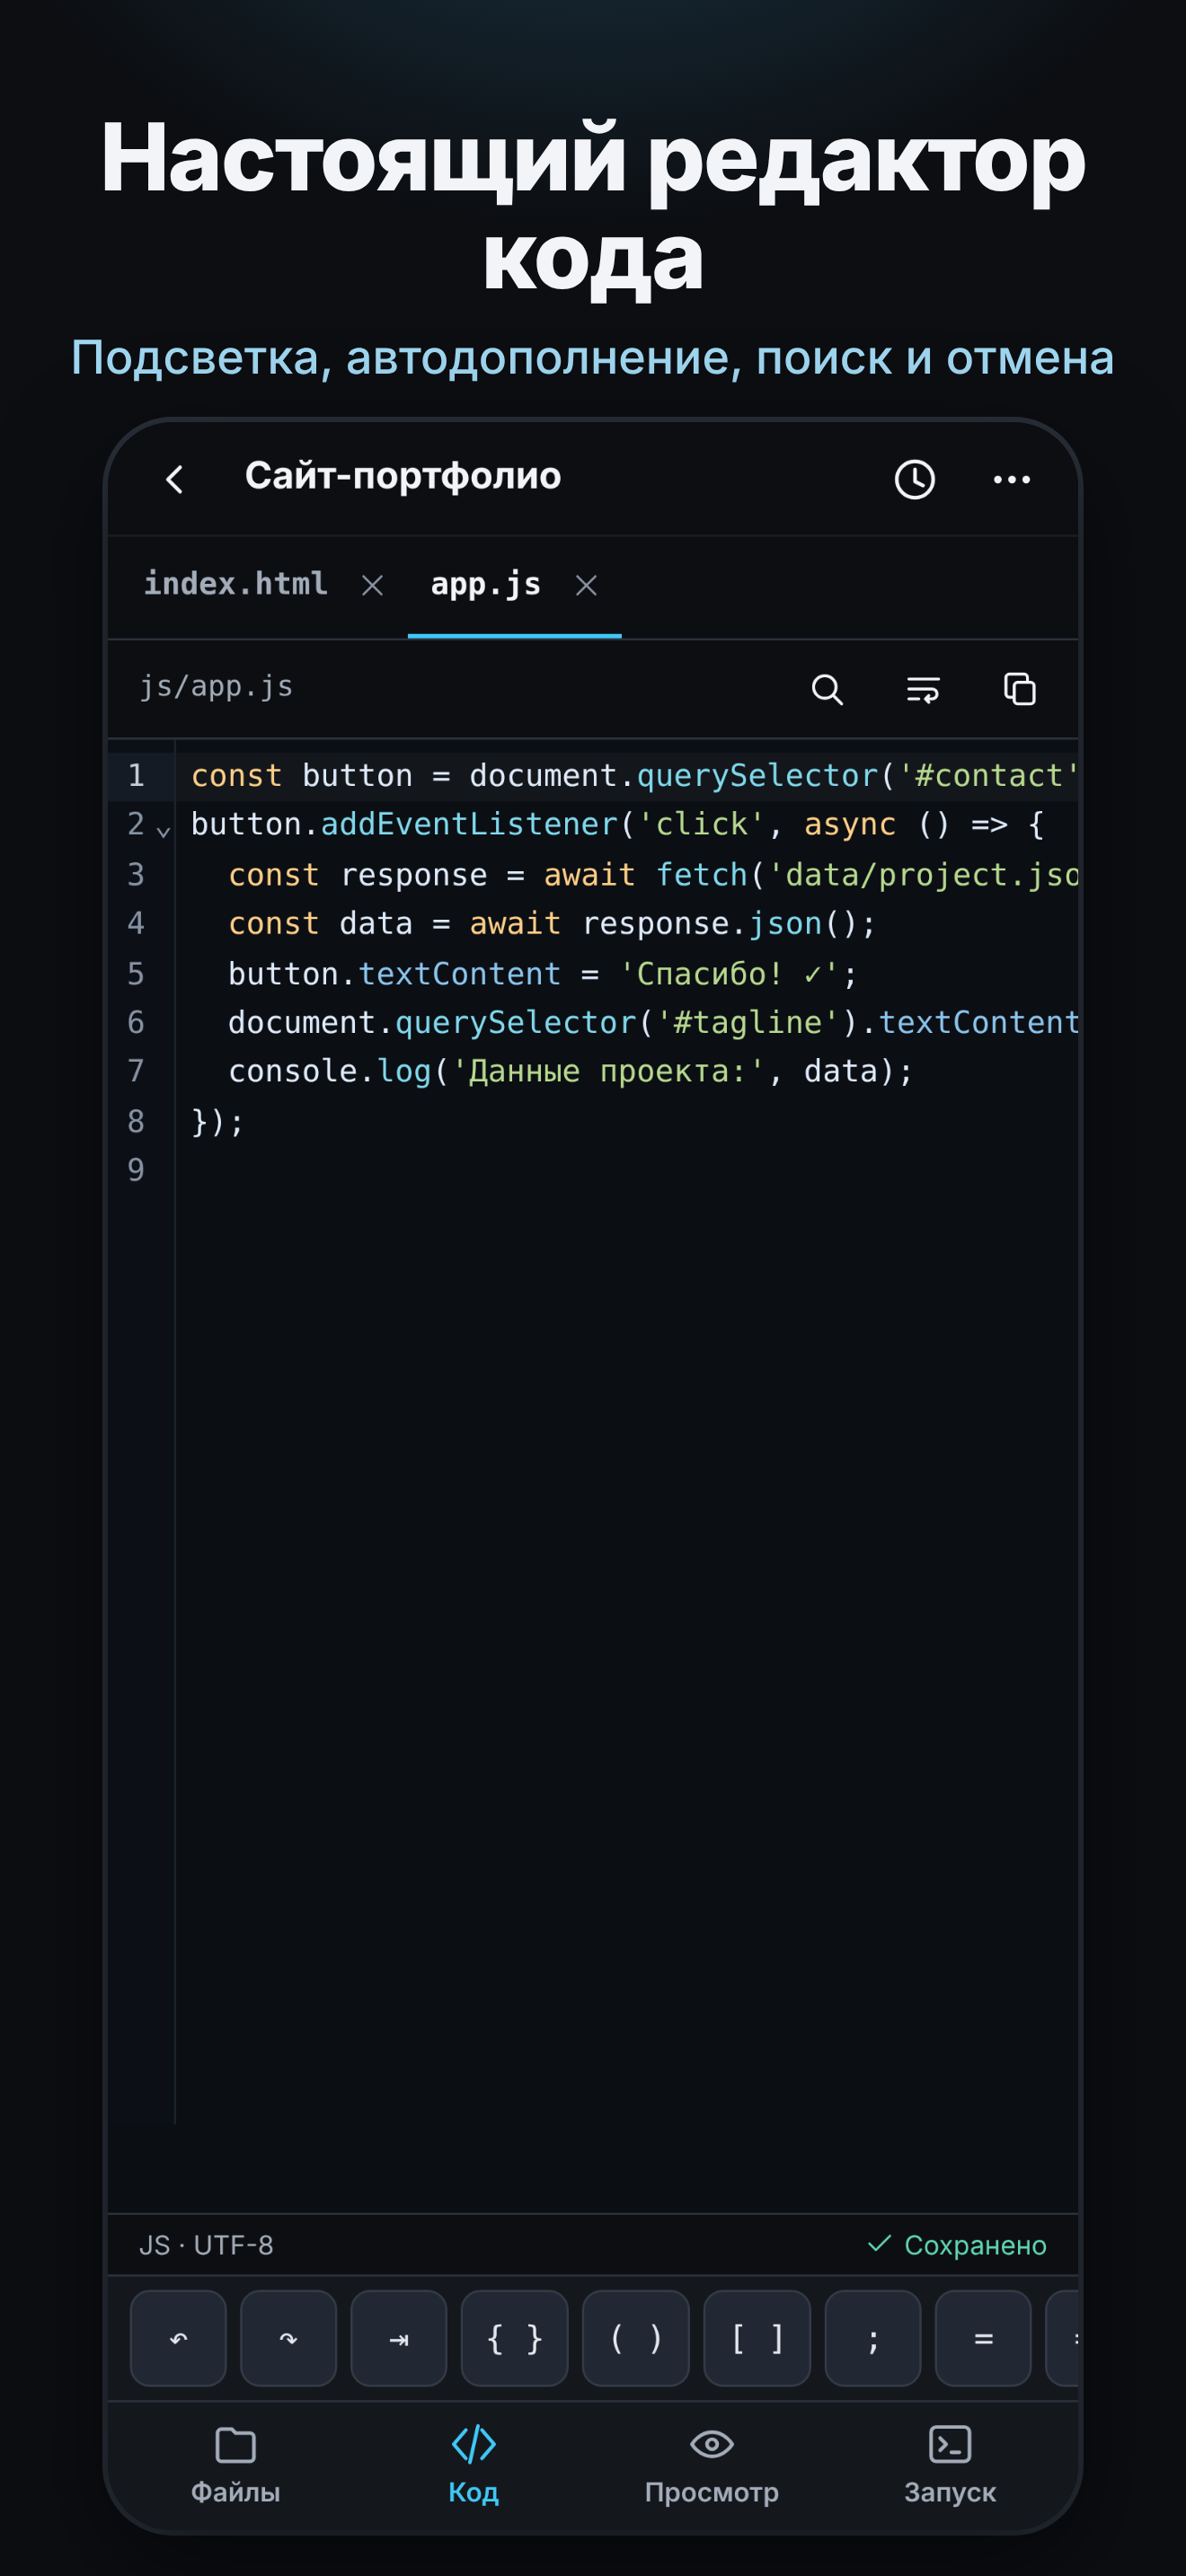 Настоящий редактор
кода
Подсветка, автодополнение, поиск и отмена
Сайт-портфолио
index.html × app.js ×
js/app.js
1 const button = document.querySelector('#contact'
2 button.addEventListener('click', async () => {
3 const response = await fetch('data/project.jso
4 const data = await response.json();
5 button.textContent = 'Спасибо! ✓';
6 document.querySelector('#tagline').textContent
7 console.log('Данные проекта:', data);
8 });
9
JS · UTF-8 ✓ Сохранено
↶ ↷ ⇥ { } ( ) [ ] ; =
Файлы Код Просмотр Запуск